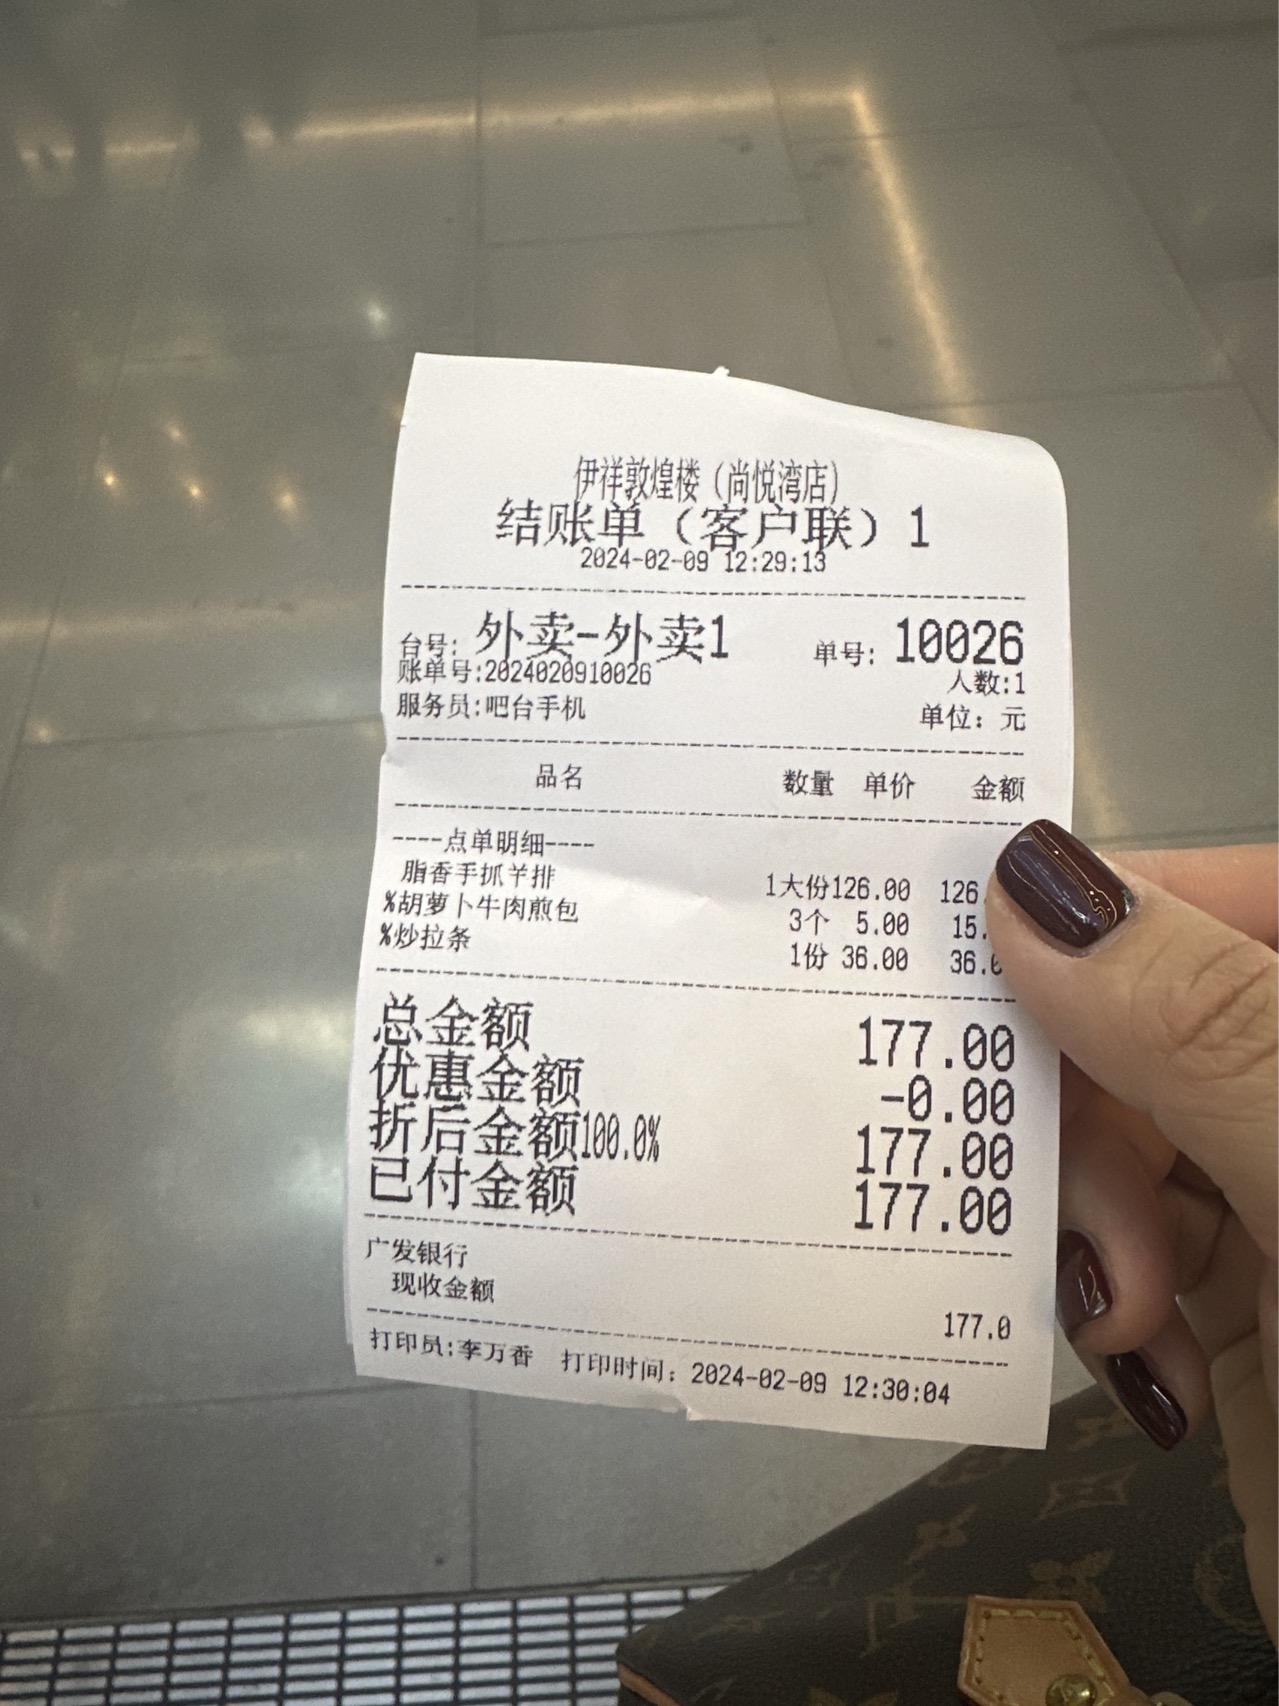 伊祥敦煌楼（尚悦湾店）
结账单（客户联）1
2024-02-09 12:29:13
台号: 外卖-外卖1 单号: 10026
账单号:2024020910026 人数:1
服务员:吧台手机 单位: 元
品名 数量 单价 金额
----点单明细----
脂香手抓羊排 1大份126.00 126
%胡萝卜牛肉煎包 3个 5.00 15.
%炒拉条 1份 36.00 36.0
总金额 177.00
优惠金额 -0.00
折后金额100.0% 177.00
已付金额 177.00
广发银行
现收金额 177.0
打印员:李万香 打印时间: 2024-02-09 12:30:04